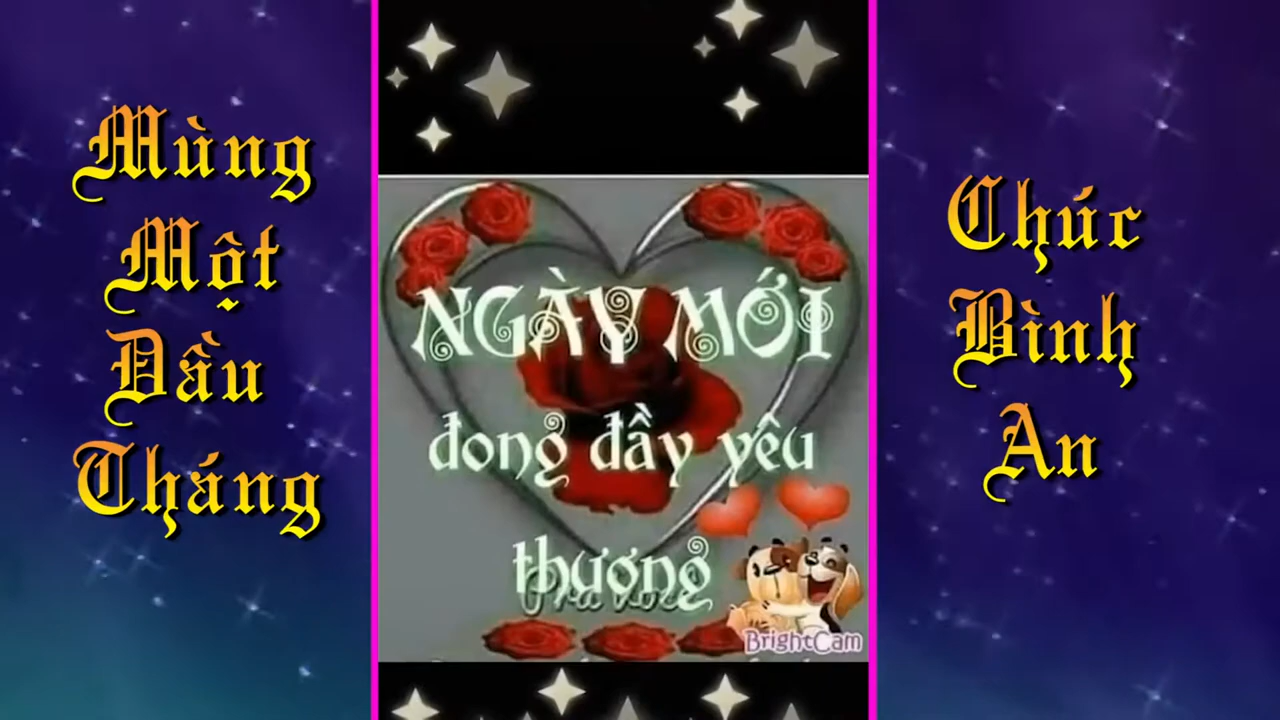 Mùng
Một
Đầu
Tháng
NGÀY MỚI
đong đầy yêu
thương
BrightCam
Chúc
Bình
An